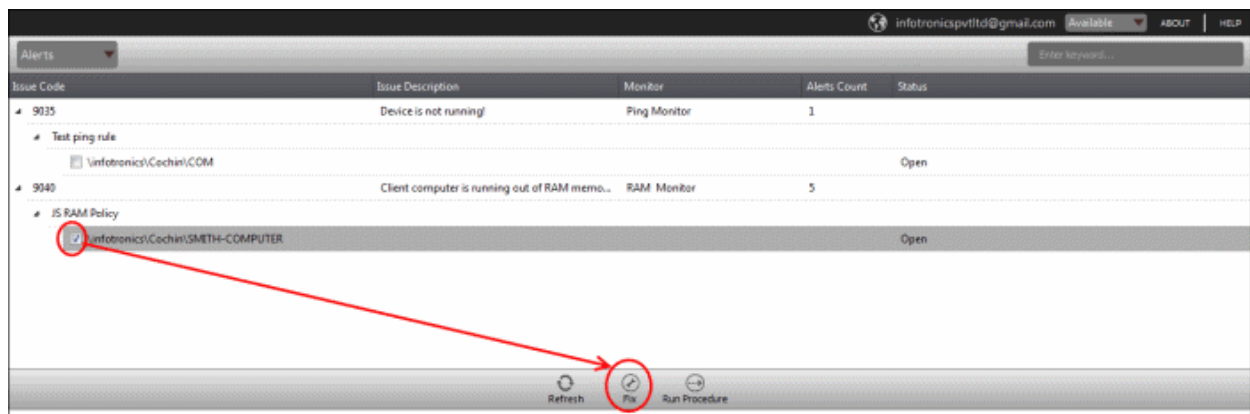 infotronicspvtltd@gmail.com Available ABOUT HELP
Alerts Enter keyword...
Issue Code Issue Description Monitor Alerts Count Status
9035 Device is not running! Ping Monitor 1
Test ping rule
\infotronics\Cochin\COM Open
9040 Client computer is running out of RAM memo... RAM Monitor 5
JS RAM Policy
\infotronics\Cochin\SMITH-COMPUTER Open
Refresh Fix Run Procedure